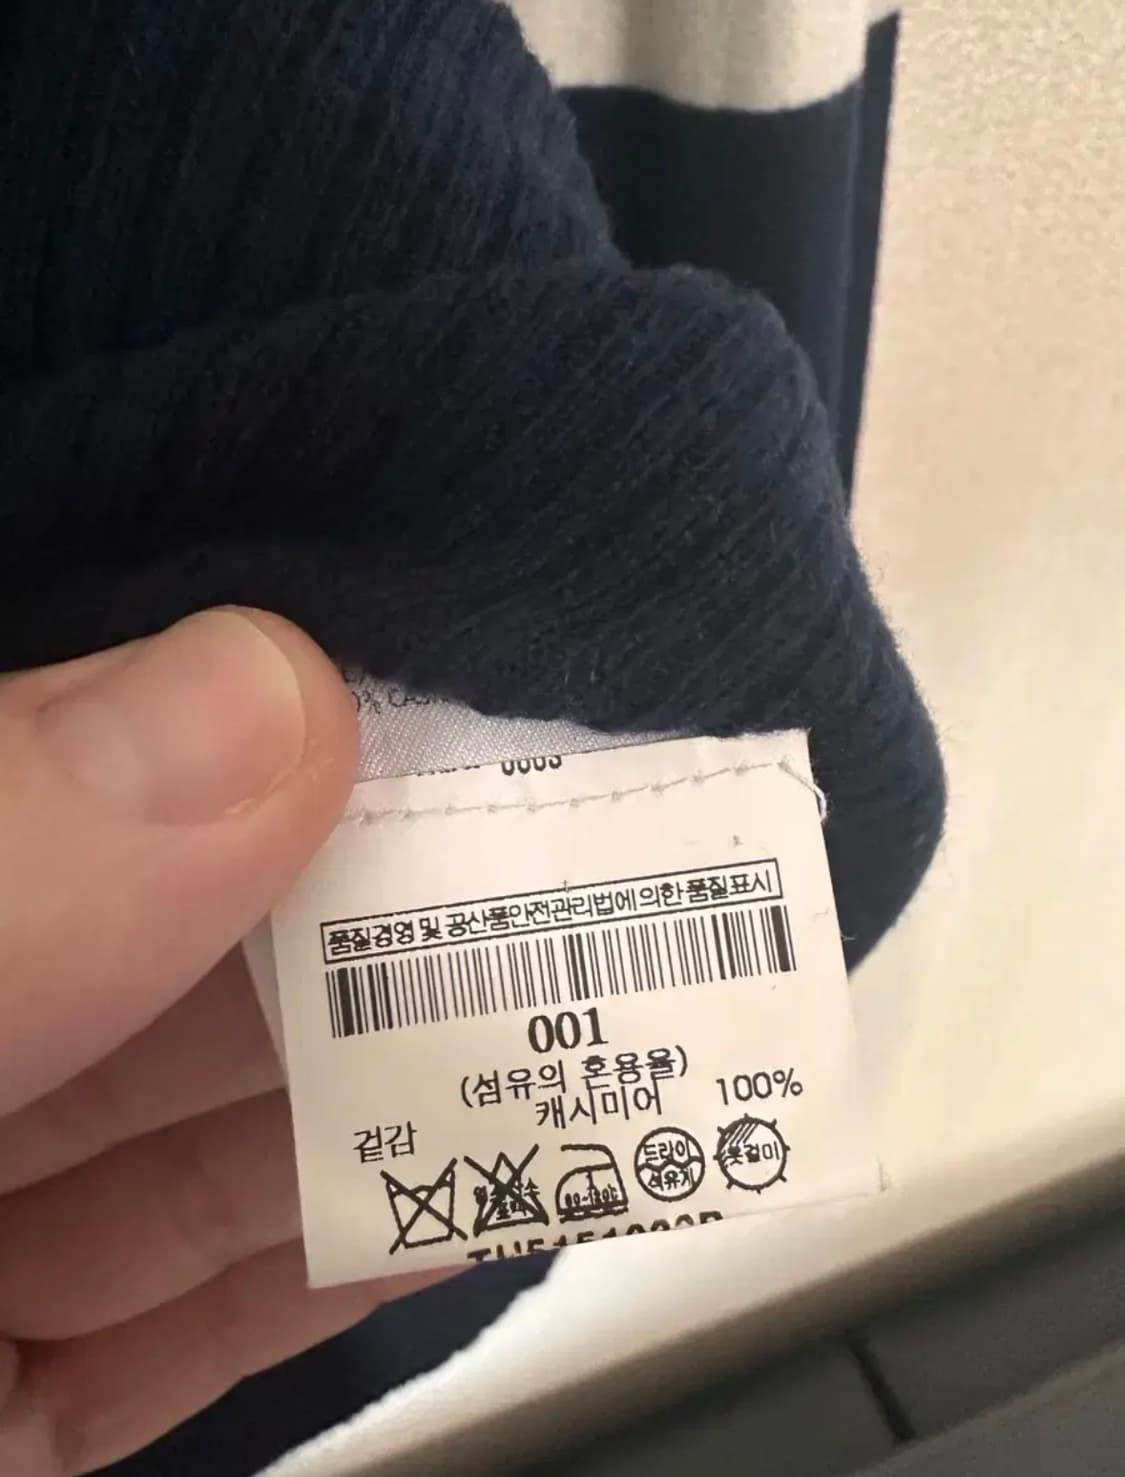 품질경영 및 공산품안전관리법에 의한 품질표시
001
(섬유의 혼용율)
캐시미어 100%
겉감
80~120℃
드라이
석유계
옷걸이